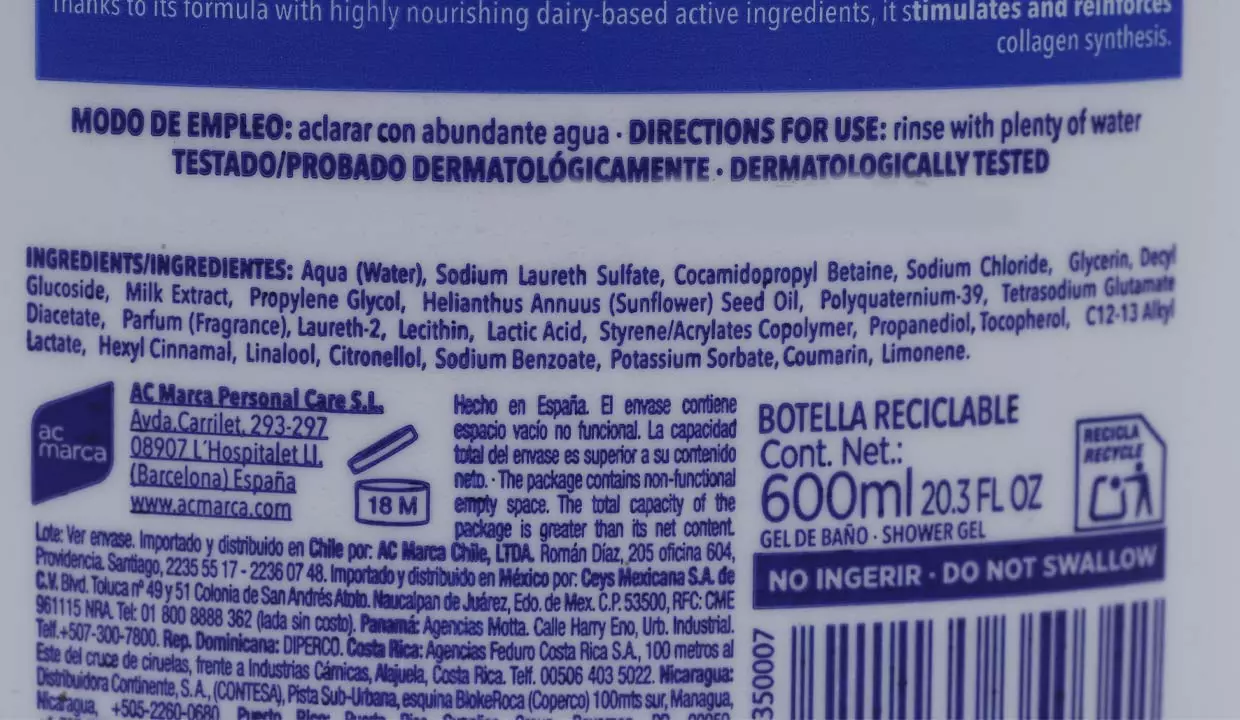 Thanks to its formula with highly nourishing dairy-based active ingredients, it stimulates and reinforces
collagen synthesis.
MODO DE EMPLEO: aclarar con abundante agua · DIRECTIONS FOR USE: rinse with plenty of water
TESTADO/PROBADO DERMATOLÓGICAMENTE · DERMATOLOGICALLY TESTED
INGREDIENTS/INGREDIENTES: Aqua (Water), Sodium Laureth Sulfate, Cocamidopropyl Betaine, Sodium Chloride, Glycerin, Decyl
Glucoside, Milk Extract, Propylene Glycol, Helianthus Annuus (Sunflower) Seed Oil, Polyquaternium-39, Tetrasodium Glutamate
Diacetate, Parfum (Fragrance), Laureth-2, Lecithin, Lactic Acid, Styrene/Acrylates Copolymer, Propanediol, Tocopherol, C12-13 Alkyl
Lactate, Hexyl Cinnamal, Linalool, Citronellol, Sodium Benzoate, Potassium Sorbate, Coumarin, Limonene.
ac
marca
AC Marca Personal Care S.L.
Avda.Carrilet, 293-297
08907 L´Hospitalet Ll.
(Barcelona) España
www.acmarca.com
18 M
Hecho en España. El envase contiene
espacio vacío no funcional. La capacidad
total del envase es superior a su contenido
neto. · The package contains non-functional
empty space. The total capacity of the
package is greater than its net content.
BOTELLA RECICLABLE
Cont. Net.:
600ml 20.3 FL OZ
GEL DE BAÑO · SHOWER GEL
RECICLA
RECYCLE
NO INGERIR · DO NOT SWALLOW
Lote: Ver envase. Importado y distribuido en Chile por: AC Marca Chile, LTDA. Román Díaz, 205 oficina 604,
Providencia. Santiago, 2235 55 17 - 2236 07 48. Importado y distribuido en México por: Ceys Mexicana S.A. de
C.V. Blvd. Toluca nº 49 y 51 Colonia de San Andrés Atoto. Naucalpan de Juárez, Edo. de Mex. C.P. 53500, RFC: CME
961115 NRA. Tel: 01 800 8888 362 (lada sin costo). Panamá: Agencias Motta. Calle Harry Eno, Urb. Industrial.
Telf.+507-300-7800. Rep. Dominicana: DIPERCO. Costa Rica: Agencias Feduro Costa Rica S.A., 100 metros al
Este del cruce de ciruelas, frente a Industrias Cárnicas, Alajuela, Costa Rica. Telf. 00506 403 5022. Nicaragua:
Distribuidora Continente, S.A., (CONTESA), Pista Sub-Urbana, esquina BlokeRoca (Coperco) 100mts sur, Managua,
Nicaragua, +505-2260-0680
350007